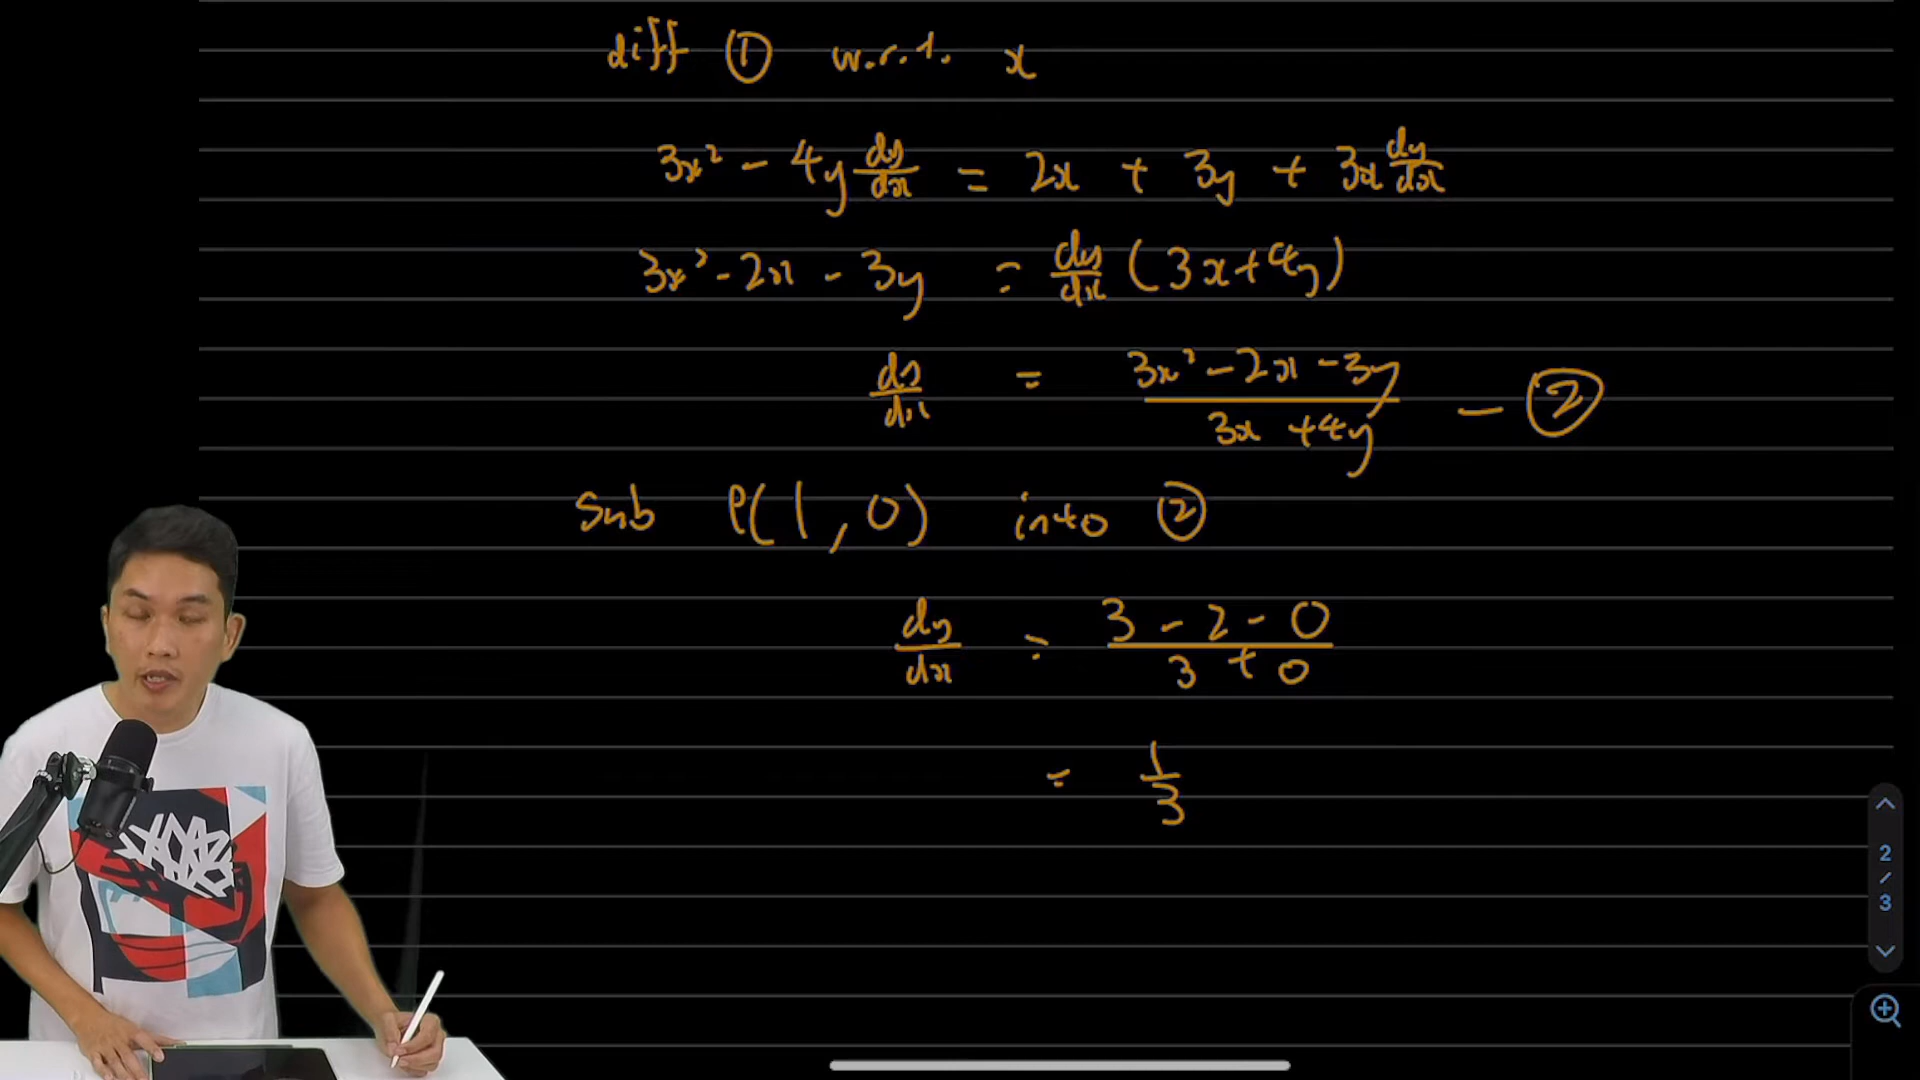 diff ① w.r.t. x
3x² - 4y dy/dx = 2x + 3y + 3x dy/dx
3x² - 2x - 3y = dy/dx (3x+4y)
dy/dx = (3x² - 2x - 3y)/(3x + 4y) — ②
Sub P(1, 0) into ②
dy/dx = (3 - 2 - 0)/(3 + 0)
= 1/3
2
/
3